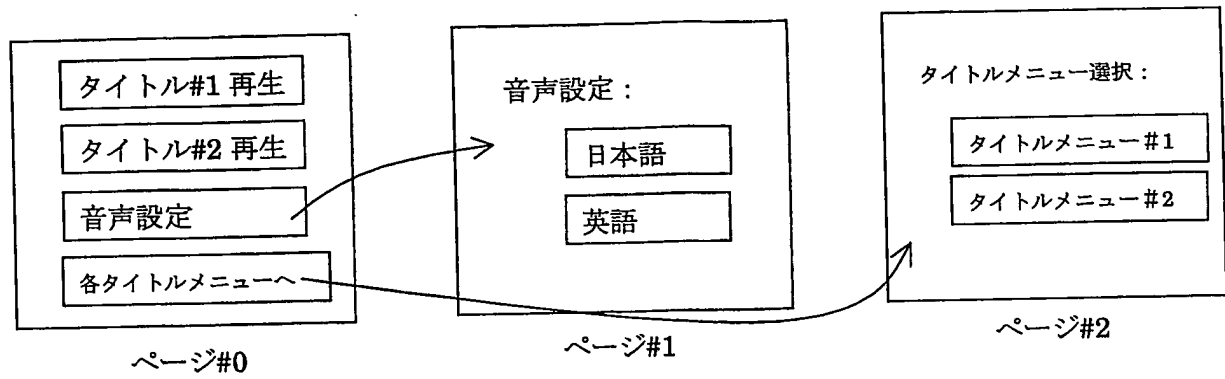 タイトル#1 再生
タイトル#2 再生
音声設定
各タイトルメニューへ
ページ#0
音声設定:
日本語
英語
ページ#1
タイトルメニュー選択:
タイトルメニュー#1
タイトルメニュー#2
ページ#2